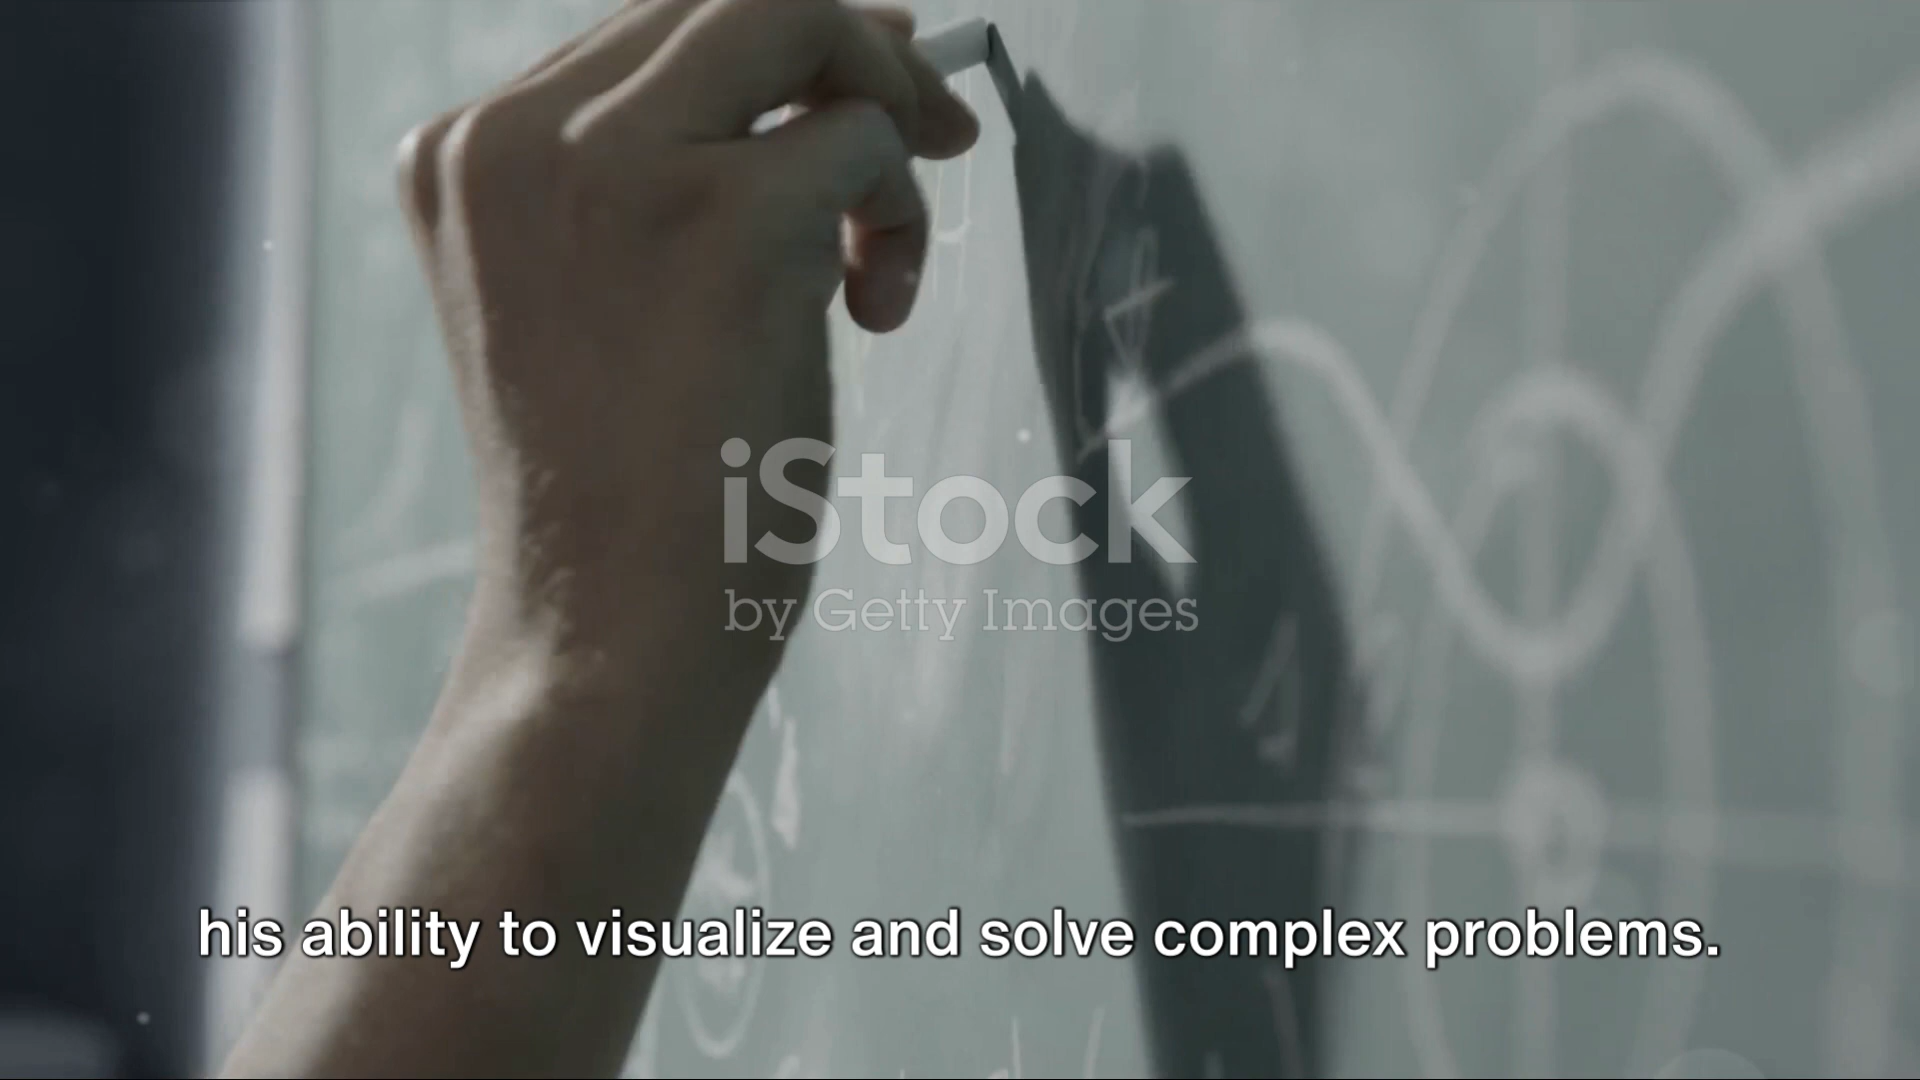 iStock
by Getty Images
his ability to visualize and solve complex problems.